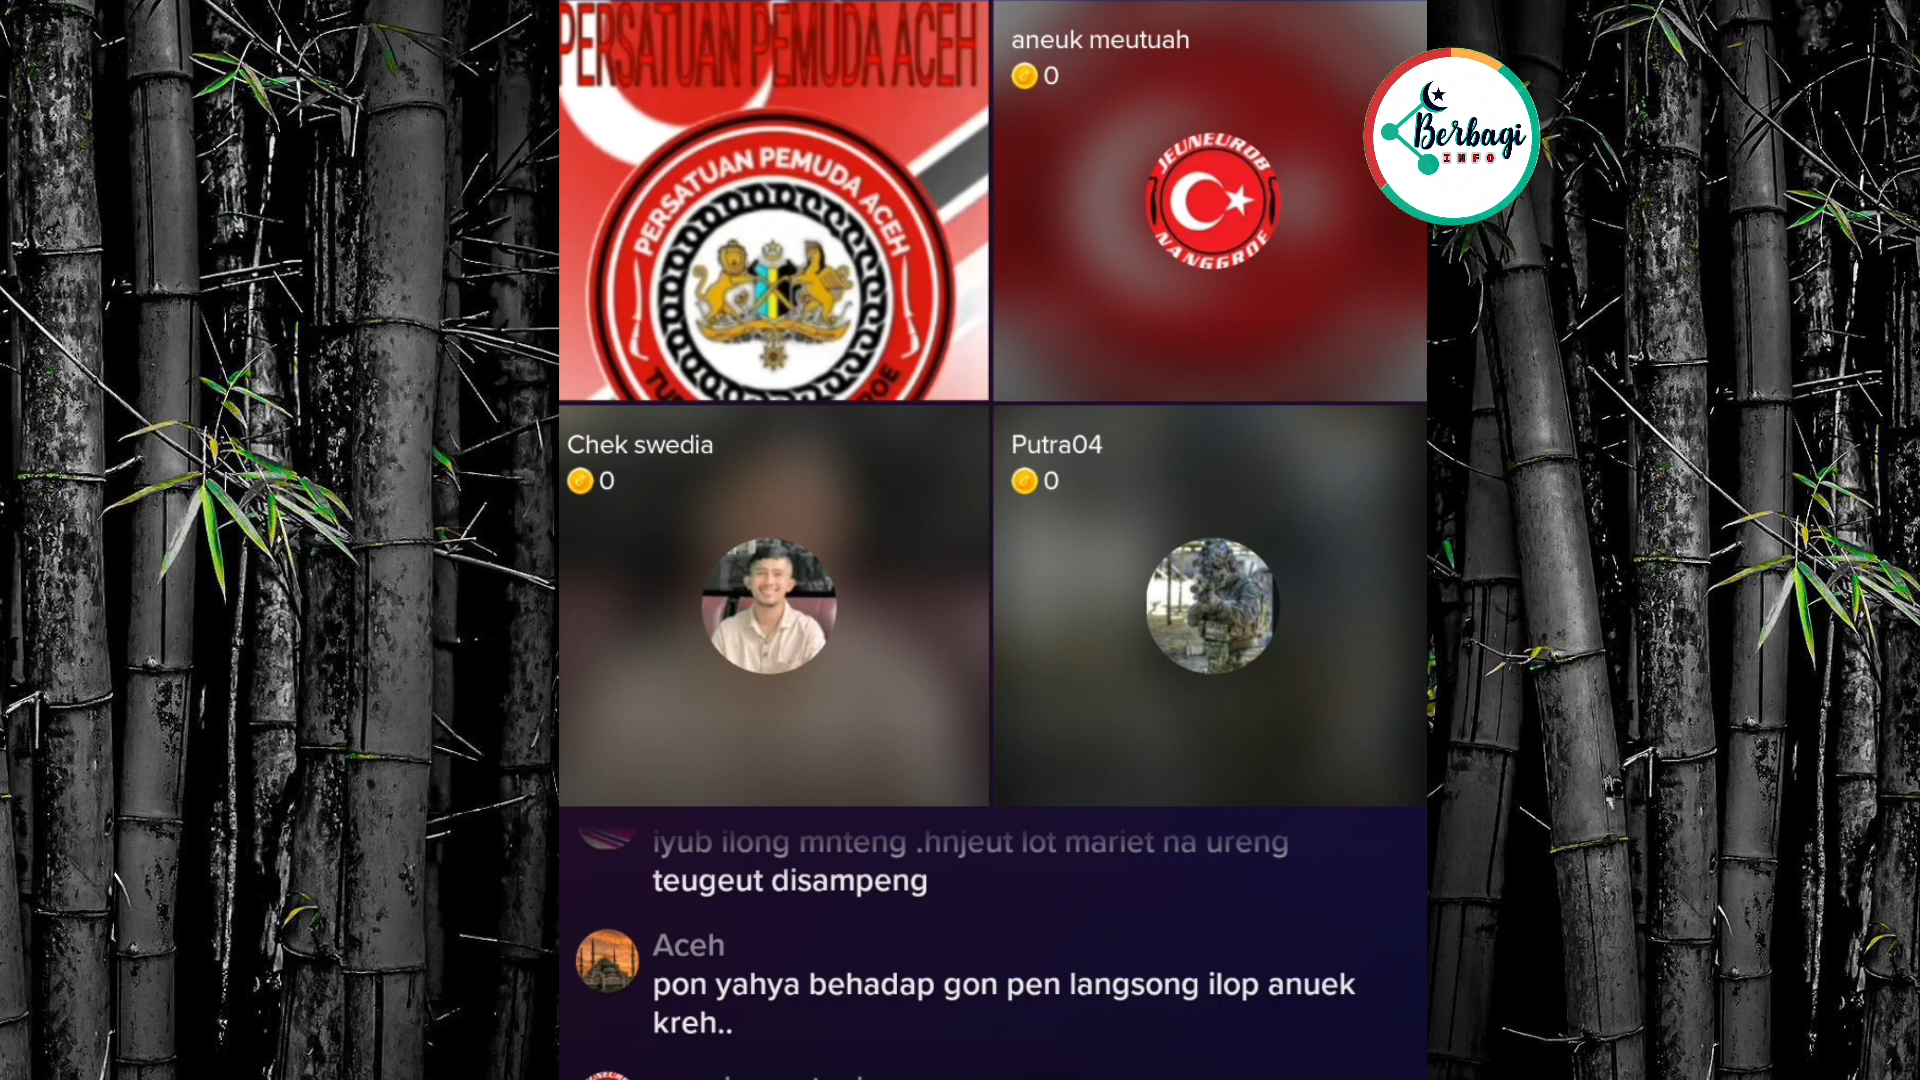 PERSATUAN PEMUDA ACEH
PERSATUAN PEMUDA ACEH
aneuk meutuah
0
JEUNEUROB
NANGGROE
Berbagi
INFO
Chek swedia
0
Putra04
0
iyub ilong mnteng .hnjeut lot mariet na ureng
teugeut disampeng
Aceh
pon yahya behadap gon pen langsong ilop anuek
kreh..